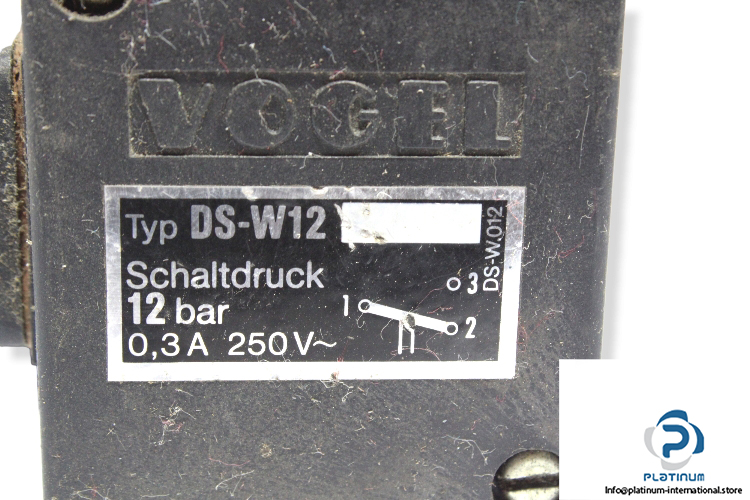 VOGEL
Typ DS-W12
DS-W.012
Schaltdruck
12 bar
0,3 A 250 V~
1
3
2
PLATINUM
Info@platinum-international.store